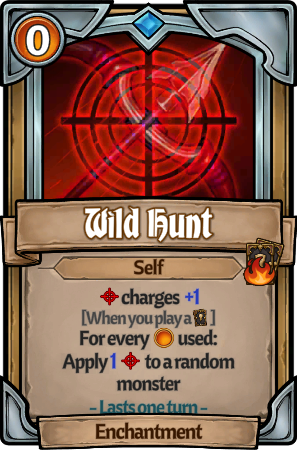 0
Wild Hunt
Self
charges +1
[When you play a ]
For every used:
Apply 1 to a random
monster
- Lasts one turn -
Enchantment